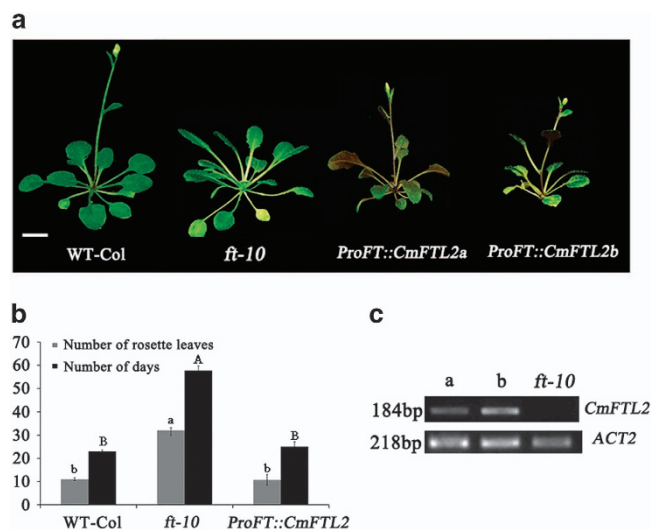 a
WT-Col
ft-10
ProFT::CmFTL2a
ProFT::CmFTL2b
b
Number of rosette leaves
Number of days
70
60
50
40
30
20
10
0
b
B
a
A
b
B
WT-Col
ft-10
ProFT::CmFTL2
c
a b ft-10
184bp CmFTL2
218bp ACT2